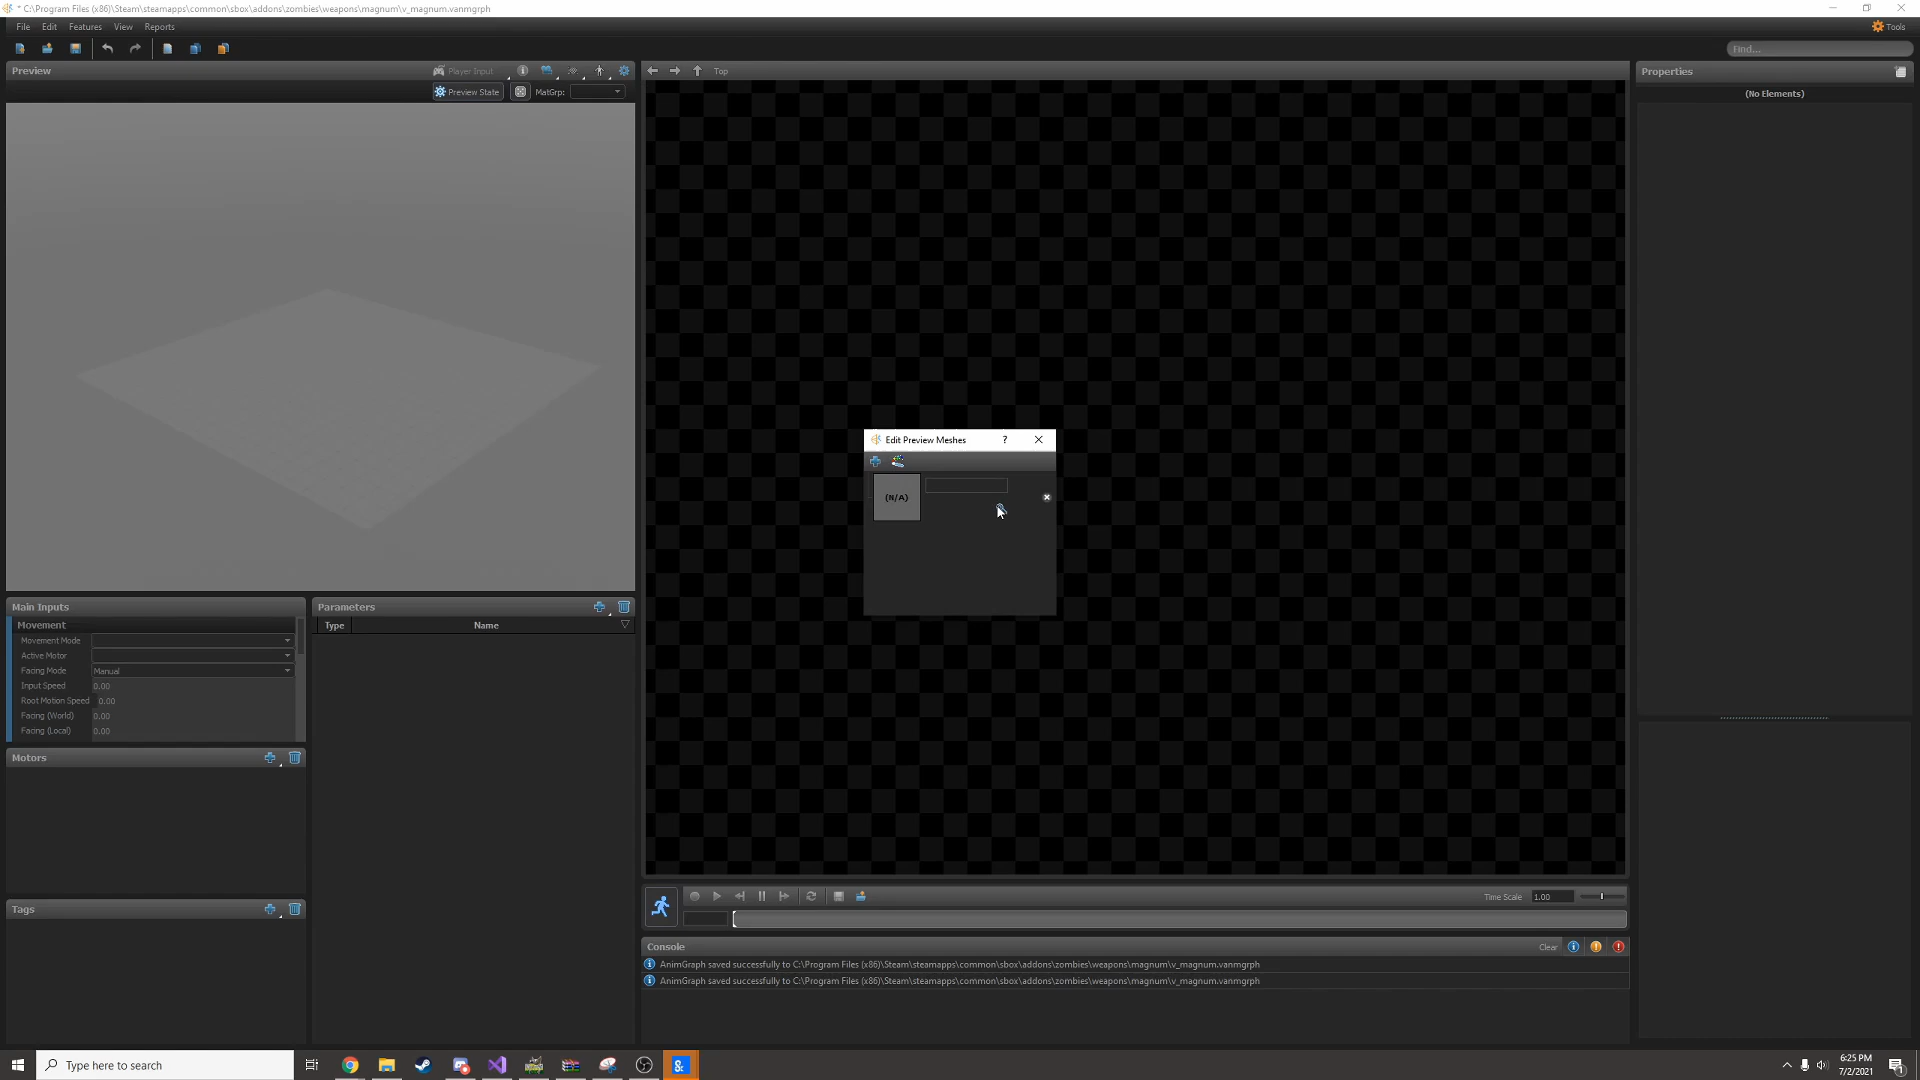 * C:\Program Files (x86)\Steam\steamapps\common\sbox\addons\zombies\weapons\magnum\v_magnum.vanmgrph
File Edit Features View Reports
Tools
Find...
Preview
Player Input
Top
Properties
Preview State
MatGrp:
(No Elements)
Edit Preview Meshes
?
(N/A)
Main Inputs
Parameters
Movement
Type Name
Movement Mode
Active Motor
Facing Mode Manual
Input Speed 0.00
Root Motion Speed 0.00
Facing (World) 0.00
Facing (Local) 0.00
Motors
Tags
Time Scale 1.00
Console
Clear
AnimGraph saved successfully to C:\Program Files (x86)\Steam\steamapps\common\sbox\addons\zombies\weapons\magnum\v_magnum.vanmgrph
AnimGraph saved successfully to C:\Program Files (x86)\Steam\steamapps\common\sbox\addons\zombies\weapons\magnum\v_magnum.vanmgrph
Type here to search
&
6:25 PM
7/2/2021